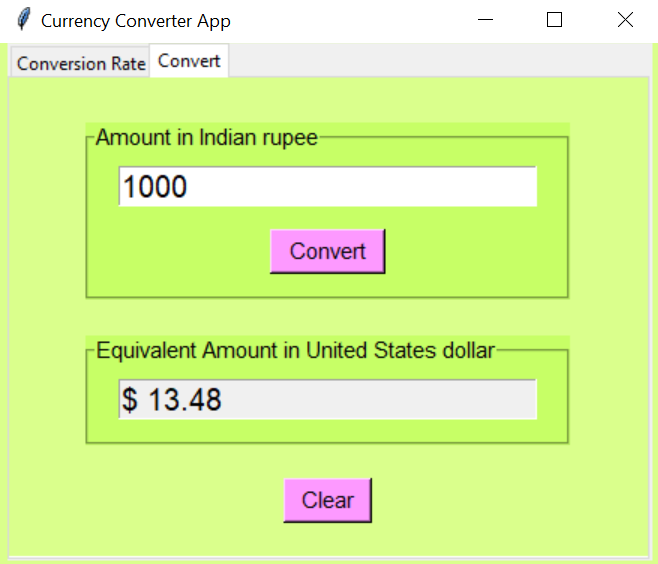 Currency Converter App
Conversion Rate Convert
Amount in Indian rupee
1000
Convert
Equivalent Amount in United States dollar
$ 13.48
Clear